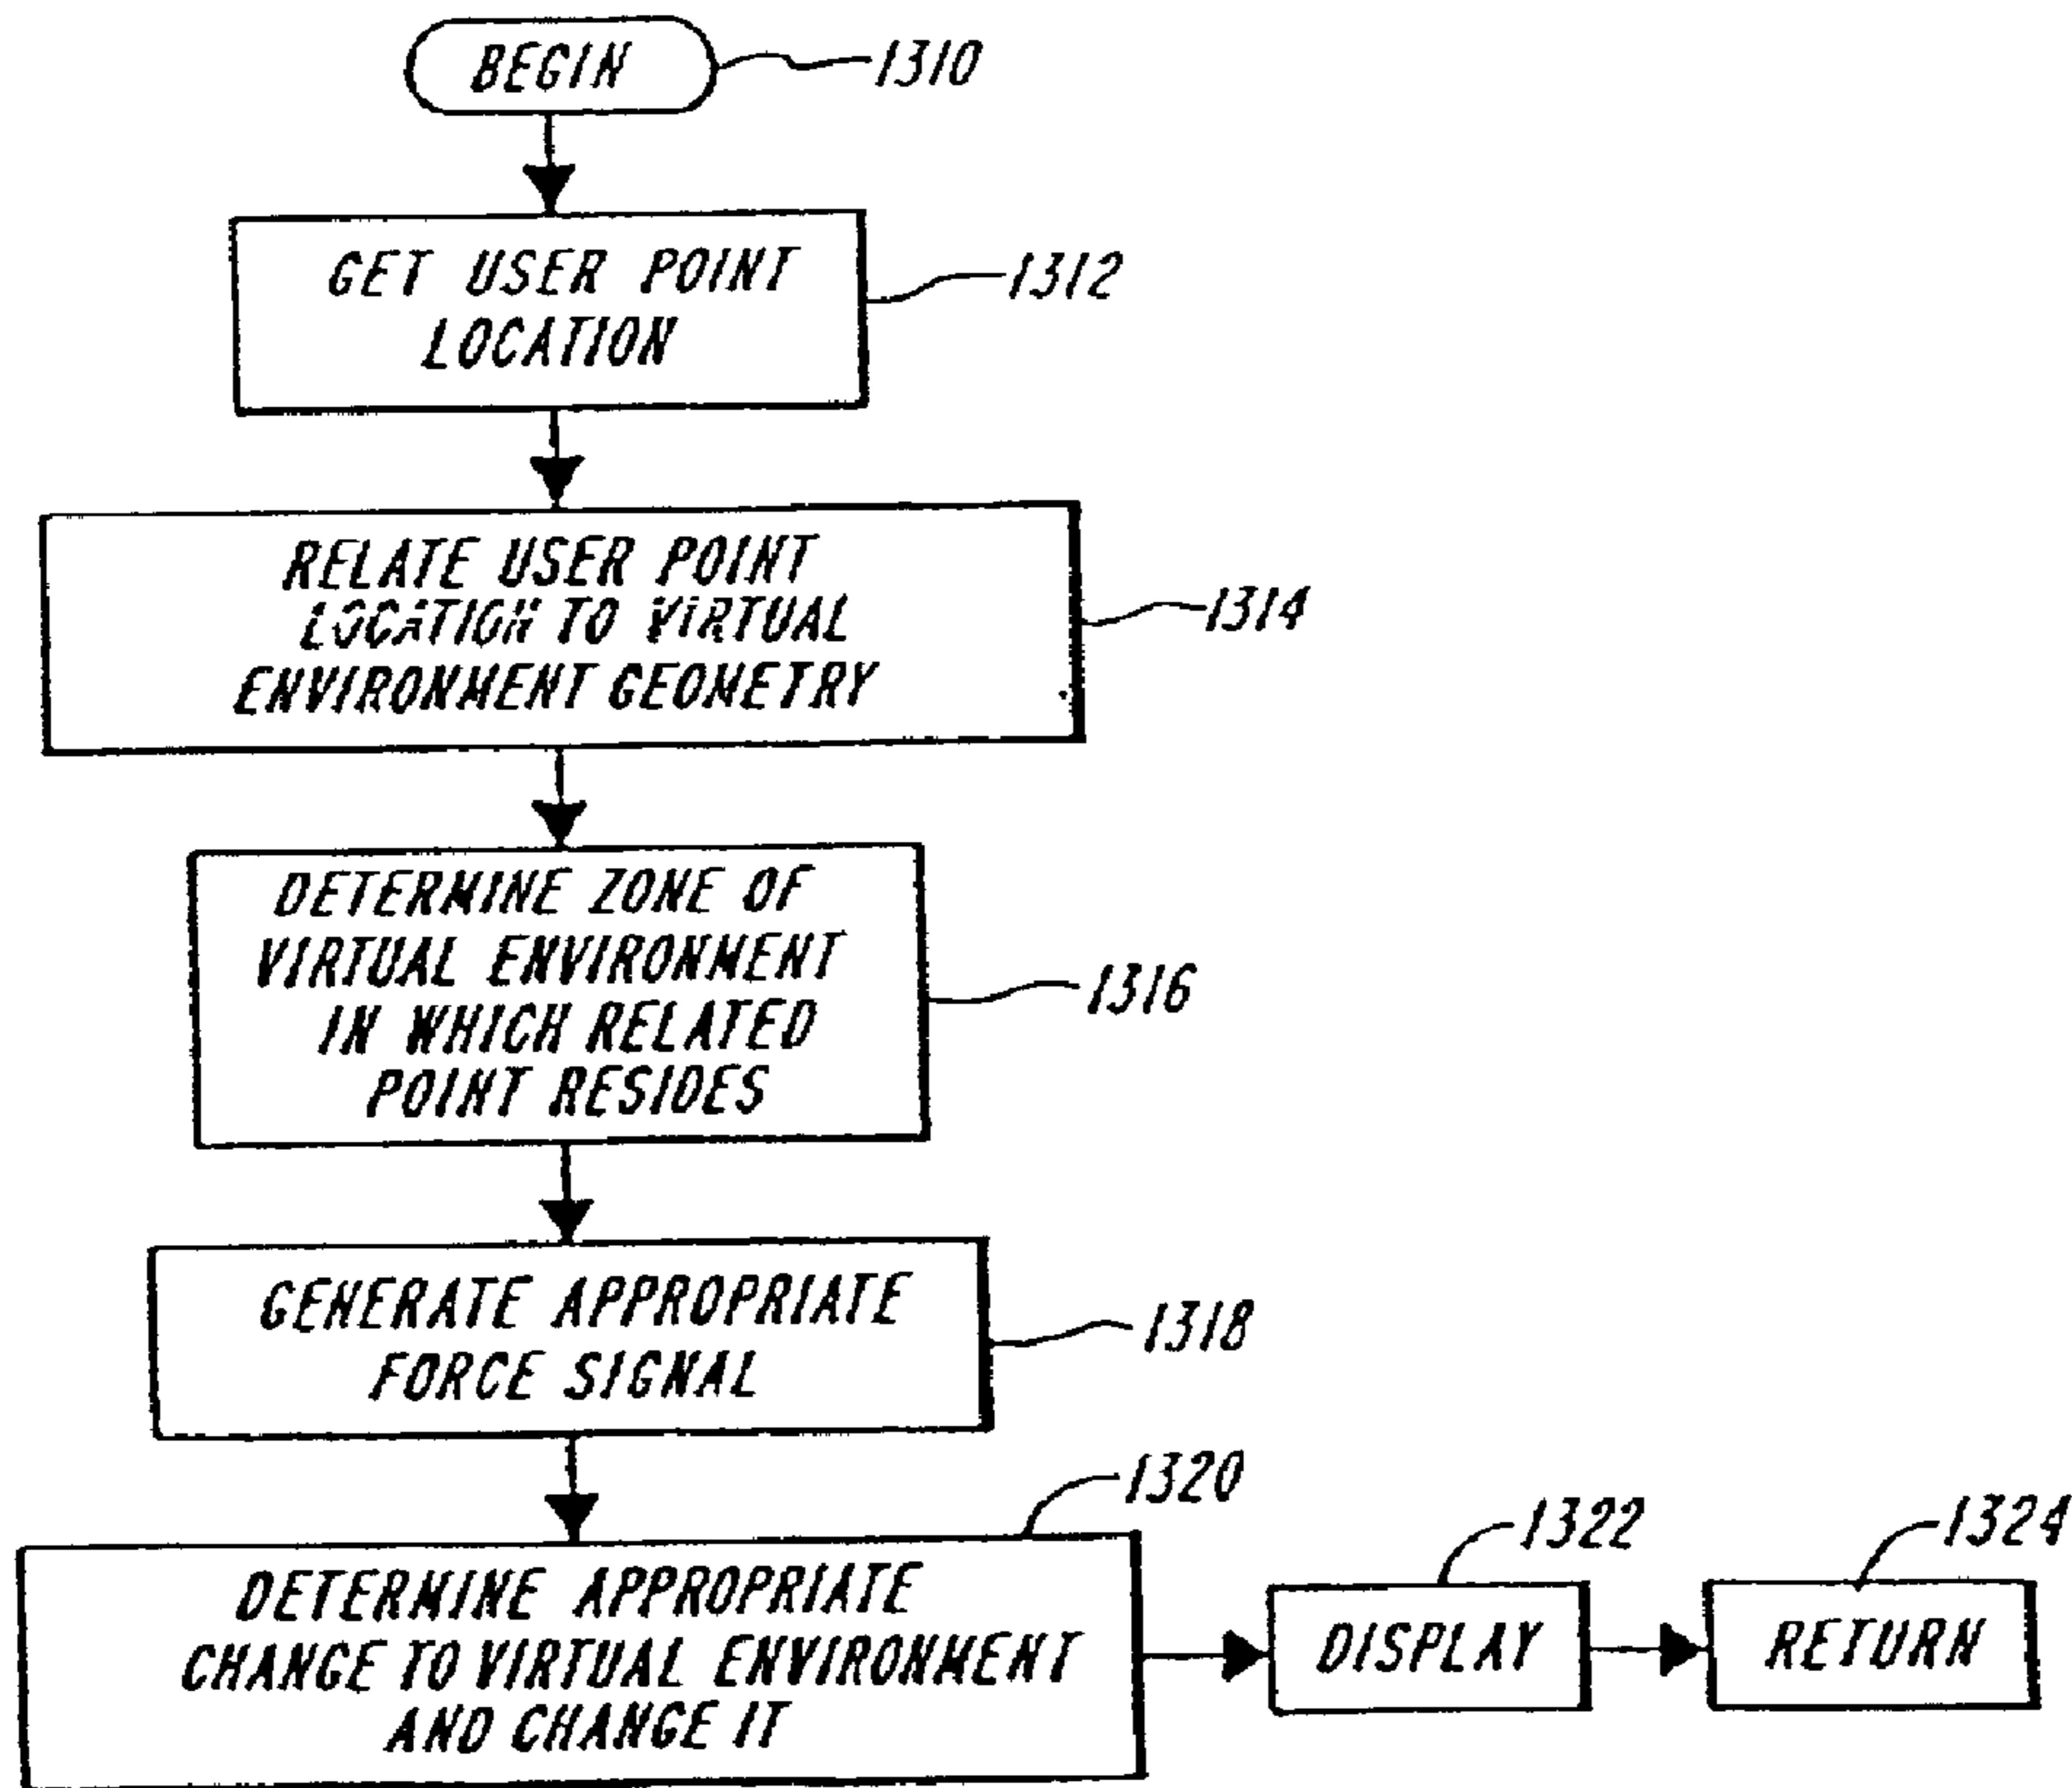 BEGIN
1310
GET USER POINT
LOCATION
1312
RELATE USER POINT
LOCATION TO VIRTUAL
ENVIRONMENT GEOMETRY
1314
DETERMINE ZONE OF
VIRTUAL ENVIRONMENT
IN WHICH RELATED
POINT RESIDES
1316
GENERATE APPROPRIATE
FORCE SIGNAL
1318
1320
DETERMINE APPROPRIATE
CHANGE TO VIRTUAL ENVIRONMENT
AND CHANGE IT
1322
DISPLAY
1324
RETURN